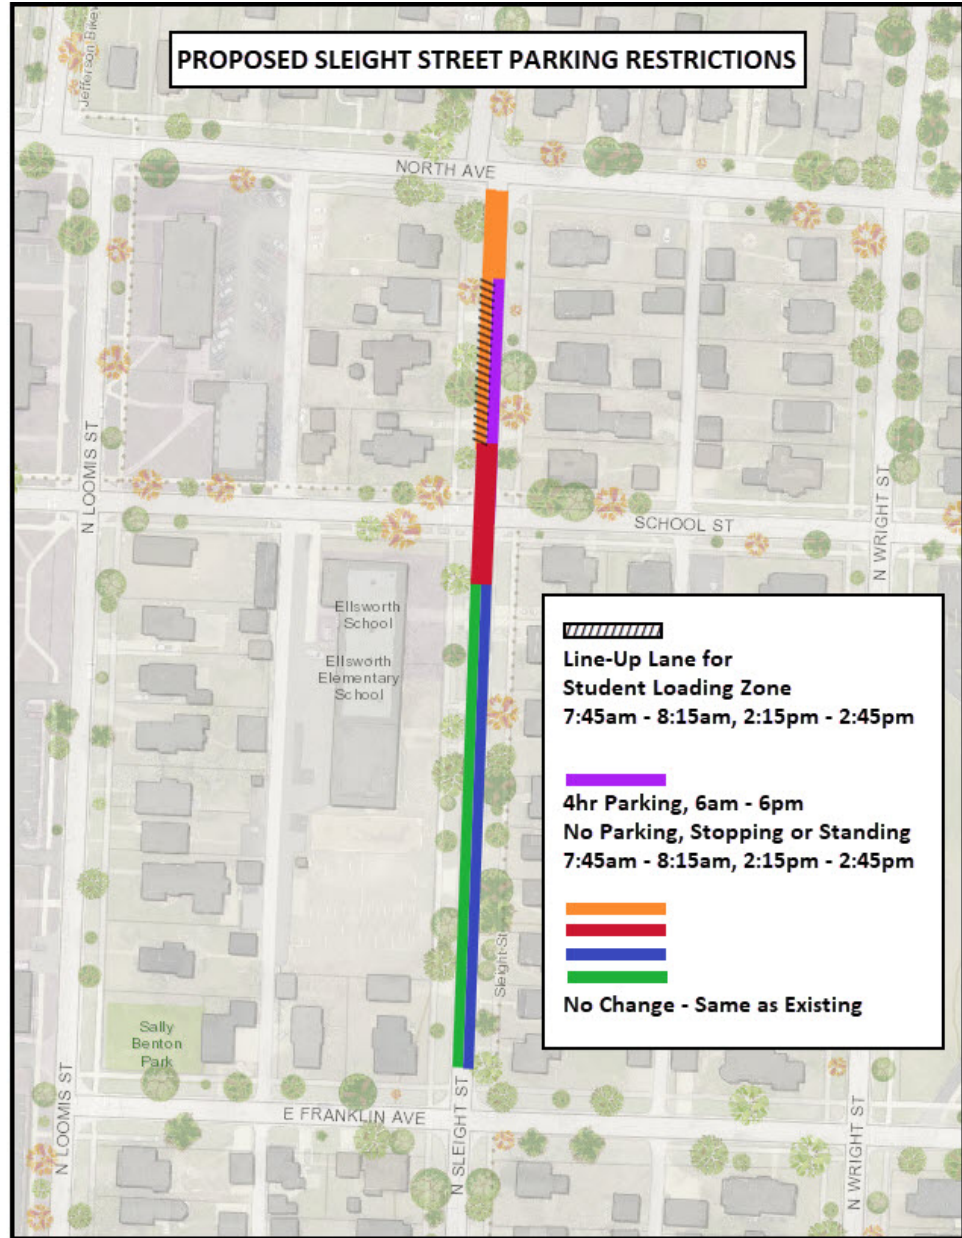 PROPOSED SLEIGHT STREET PARKING RESTRICTIONS
Jefferson Bikew
NORTH AVE
N LOOMIS ST
SCHOOL ST
N WRIGHT ST
Ellsworth
School
Ellsworth
Elementary
School
Line-Up Lane for
Student Loading Zone
7:45am - 8:15am, 2:15pm - 2:45pm
4hr Parking, 6am - 6pm
No Parking, Stopping or Standing
7:45am - 8:15am, 2:15pm - 2:45pm
No Change - Same as Existing
Sleight-St
Sally
Benton
Park
N LOOMIS ST
E FRANKLIN AVE
N SLEIGHT ST
N WRIGHT ST